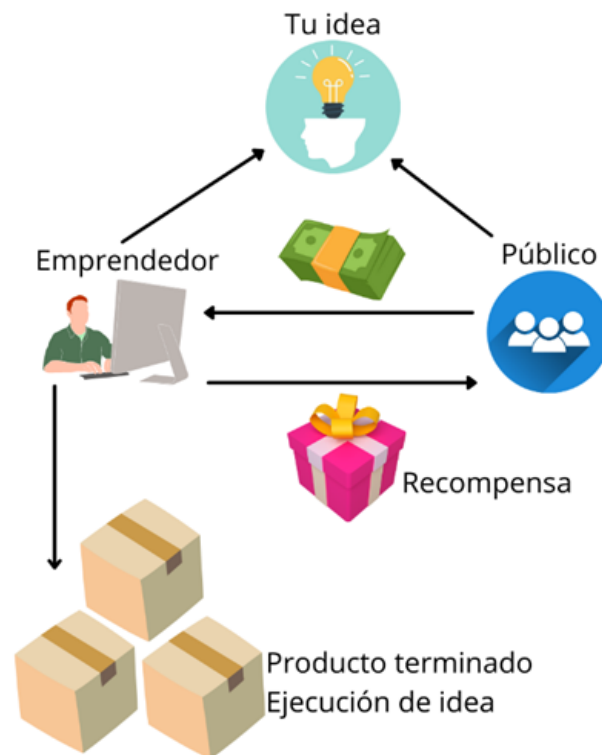 Tu idea
Emprendedor
Público
Recompensa
Producto terminado
Ejecución de idea